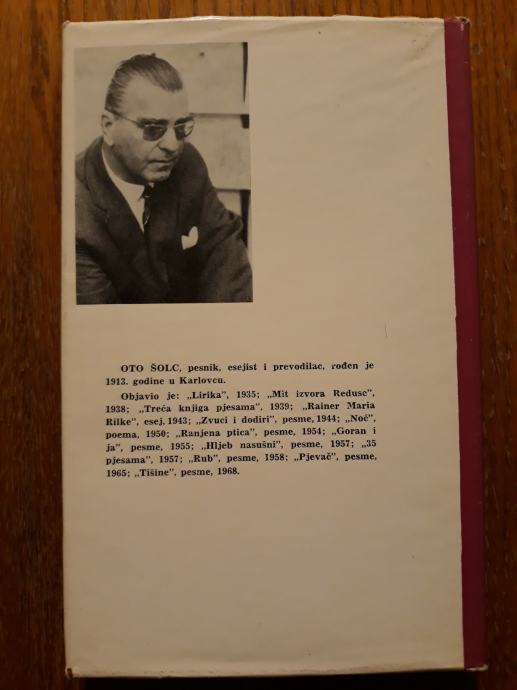 OTO ŠOLC, pesnik, esejist i prevodilac, rođen je
1913. godine u Karlovcu.
Objavio je: „Lirika", 1935; „Mit izvora Reduse",
1938; „Treća knjiga pjesama", 1939; „Rainer Maria
Rilke", esej, 1943; „Zvuci i dodiri", pesme, 1944; „Noć",
poema, 1950; „Ranjena ptica", pesme, 1954; „Goran i
ja", pesme, 1955; „Hljeb nasušni", pesme, 1957; „35
pjesama", 1957; „Rub", pesme, 1958; „Pjevač", pesme,
1965; „Tišine", pesme, 1968.